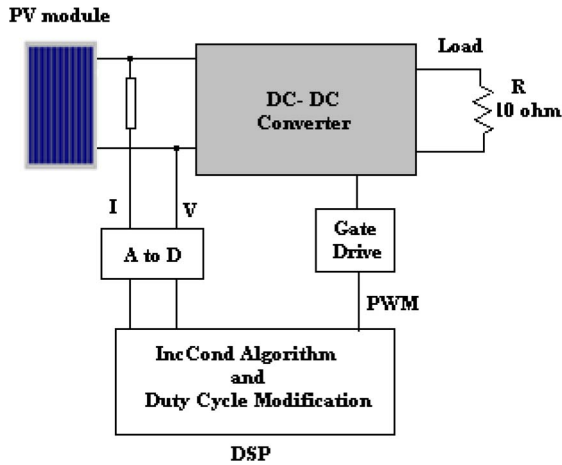 PV module
Load
DC- DC
Converter
R
10 ohm
I
V
A to D
Gate
Drive
PWM
IncCond Algorithm
and
Duty Cycle Modification
DSP